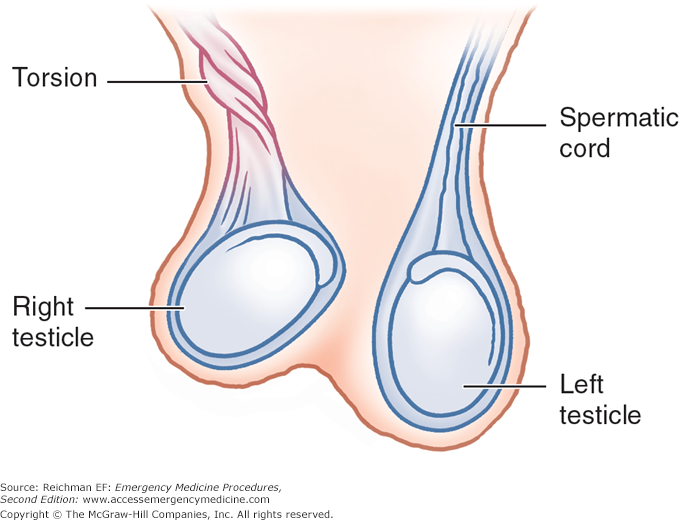 Torsion
Spermatic
cord
Right
testicle
Left
testicle
Source: Reichman EF: Emergency Medicine Procedures,
Second Edition: www.accessemergencymedicine.com
Copyright © The McGraw-Hill Companies, Inc. All rights reserved.